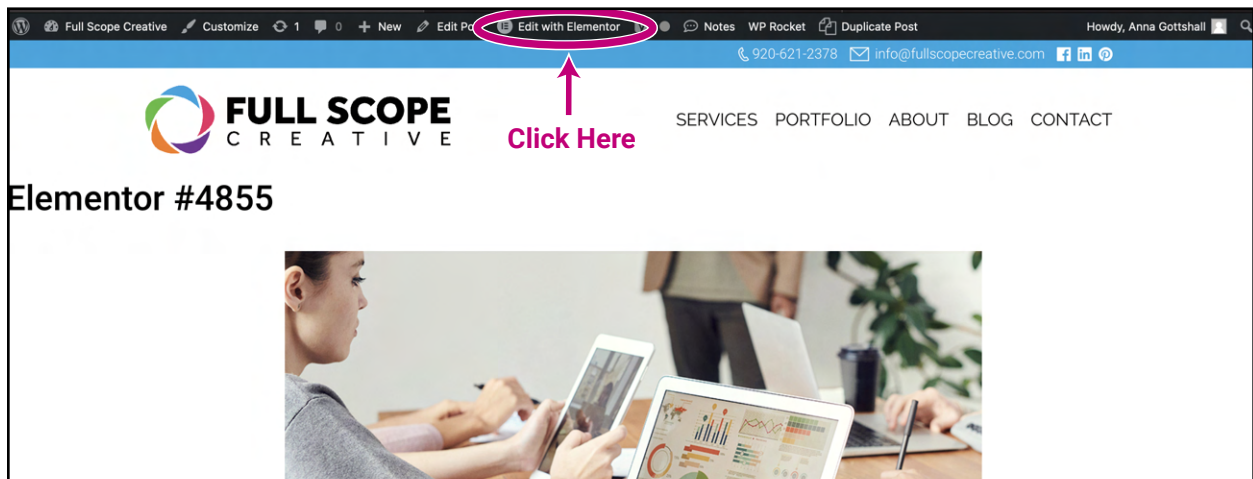 Full Scope Creative Customize 1 0 New Edit Po Edit with Elementor Notes WP Rocket Duplicate Post Howdy, Anna Gottshall
920-621-2378 info@fullscopecreative.com
FULL SCOPE
CREATIVE
SERVICES PORTFOLIO ABOUT BLOG CONTACT
Click Here
Elementor #4855